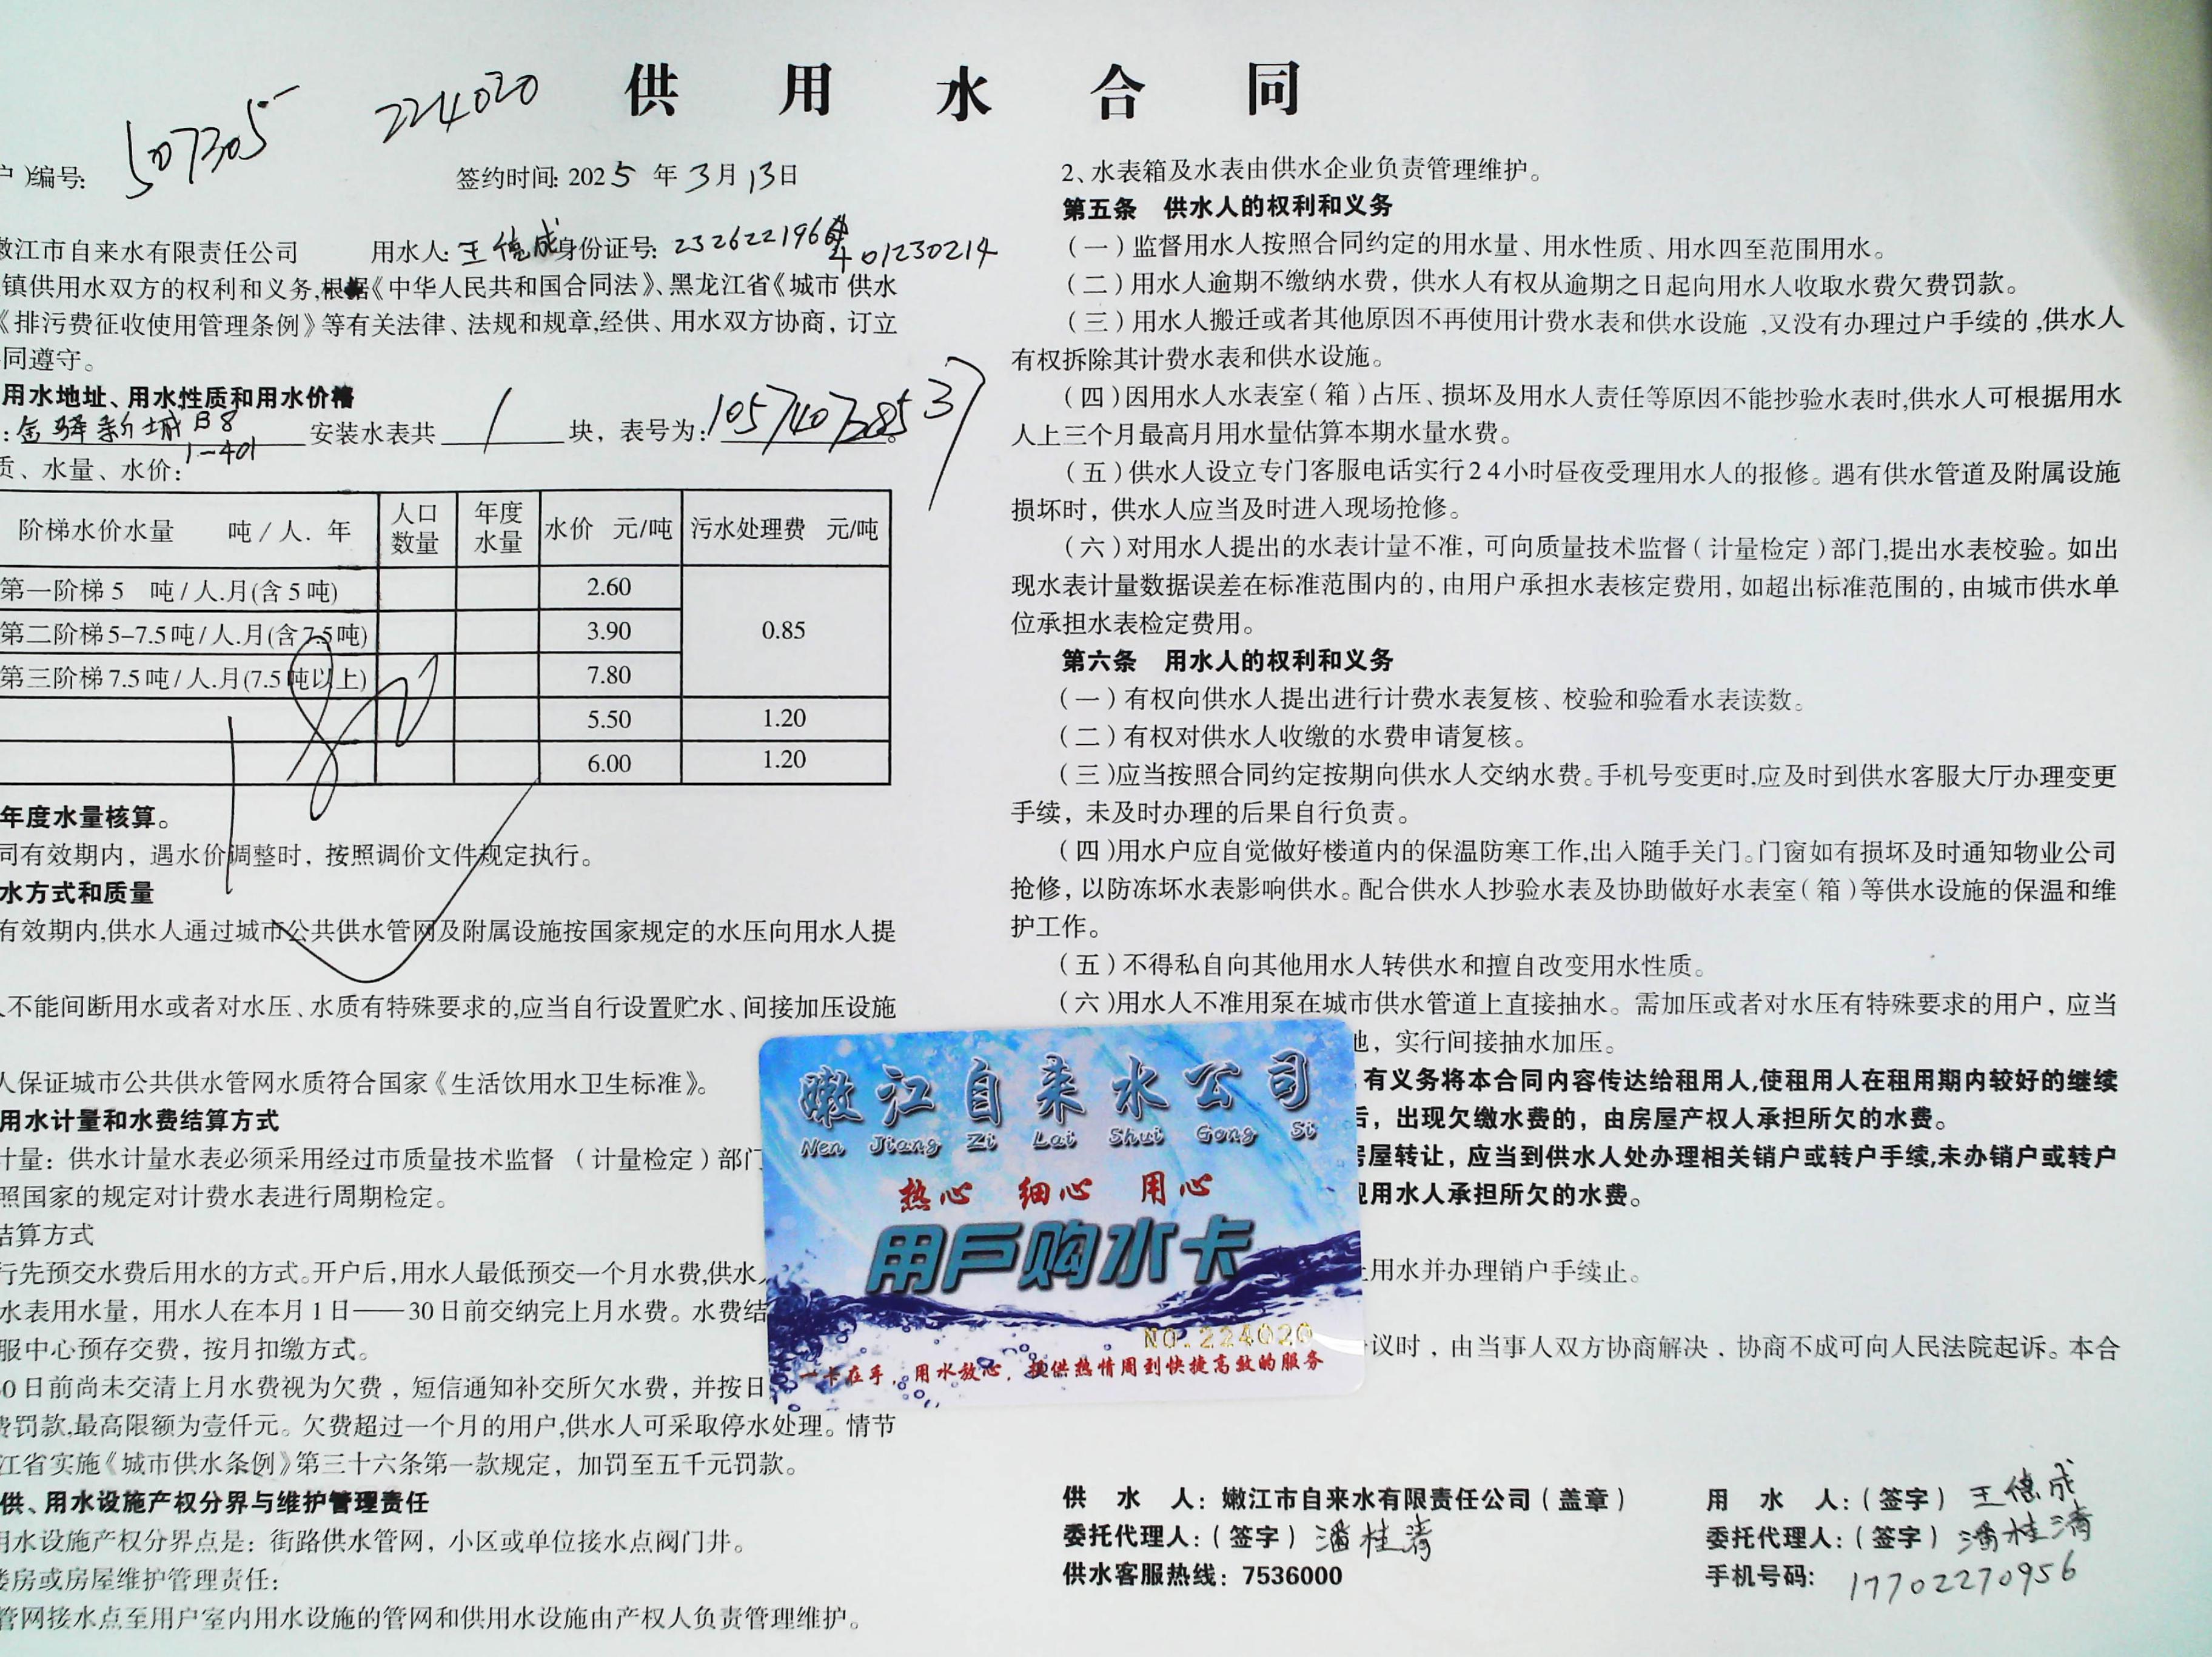 供用水合同
507305
224020
户)编号:
签约时间: 2025年3月13日
嫩江市自来水有限责任公司 用水人: 王德成 身份证号:
镇供用水双方的权利和义务,根据《中华人民共和国合同法》、黑龙江省《城市供水
《排污费征收使用管理条例》等有关法律、法规和规章,经供、用水双方协商，订立
同遵守。
用水地址、用水性质和用水价格
:金驿新城B8 1-401 安装水表共 1 块，表号为:
质、水量、水价:
阶梯水价水量 吨/人.年 人口数量 年度水量 水价 元/吨 污水处理费 元/吨
第一阶梯 5 吨/人.月(含5吨) 2.60
第二阶梯5-7.5吨/人.月(含7.5吨) 3.90 0.85
第三阶梯7.5吨/人.月(7.5吨以上) 7.80
5.50 1.20
6.00 1.20
年度水量核算。
同有效期内，遇水价调整时，按照调价文件规定执行。
水方式和质量
有效期内,供水人通过城市公共供水管网及附属设施按国家规定的水压向用水人提
不能间断用水或者对水压、水质有特殊要求的,应当自行设置贮水、间接加压设施
人保证城市公共供水管网水质符合国家《生活饮用水卫生标准》。
用水计量和水费结算方式
计量：供水计量水表必须采用经过市质量技术监督（计量检定）部门
照国家的规定对计费水表进行周期检定。
结算方式
行先预交水费后用水的方式。开户后,用水人最低预交一个月水费,供水
水表用水量，用水人在本月1日——30日前交纳完上月水费。水费结
服中心预存交费，按月扣缴方式。
0日前尚未交清上月水费视为欠费，短信通知补交所欠水费，并按日
费罚款,最高限额为壹仟元。欠费超过一个月的用户,供水人可采取停水处理。情节
江省实施《城市供水条例》第三十六条第一款规定，加罚至五千元罚款。
供、用水设施产权分界与维护管理责任
用水设施产权分界点是：街路供水管网，小区或单位接水点阀门井。
楼房或房屋维护管理责任：
管网接水点至用户室内用水设施的管网和供用水设施由产权人负责管理维护。
2、水表箱及水表由供水企业负责管理维护。
第五条 供水人的权利和义务
（一）监督用水人按照合同约定的用水量、用水性质、用水四至范围用水。
（二）用水人逾期不缴纳水费，供水人有权从逾期之日起向用水人收取水费欠费罚款。
（三）用水人搬迁或者其他原因不再使用计费水表和供水设施,又没有办理过户手续的,供水人
有权拆除其计费水表和供水设施。
（四）因用水人水表室（箱）占压、损坏及用水人责任等原因不能抄验水表时,供水人可根据用水
人上三个月最高月用水量估算本期水量水费。
（五）供水人设立专门客服电话实行24小时昼夜受理用水人的报修。遇有供水管道及附属设施
损坏时，供水人应当及时进入现场抢修。
（六）对用水人提出的水表计量不准，可向质量技术监督（计量检定）部门,提出水表校验。如出
现水表计量数据误差在标准范围内的，由用户承担水表核定费用，如超出标准范围的，由城市供水单
位承担水表检定费用。
第六条 用水人的权利和义务
（一）有权向供水人提出进行计费水表复核、校验和验看水表读数。
（二）有权对供水人收缴的水费申请复核。
（三）应当按照合同约定按期向供水人交纳水费。手机号变更时,应及时到供水客服大厅办理变更
手续，未及时办理的后果自行负责。
（四）用水户应自觉做好楼道内的保温防寒工作,出入随手关门。门窗如有损坏及时通知物业公司
抢修，以防冻坏水表影响供水。配合供水人抄验水表及协助做好水表室（箱）等供水设施的保温和维
护工作。
（五）不得私自向其他用水人转供水和擅自改变用水性质。
（六）用水人不准用泵在城市供水管道上直接抽水。需加压或者对水压有特殊要求的用户，应当
，实行间接抽水加压。
有义务将本合同内容传达给租用人,使租用人在租用期内较好的继续
后，出现欠缴水费的，由房屋产权人承担所欠的水费。
房屋转让，应当到供水人处办理相关销户或转户手续,未办销户或转户
现用水人承担所欠的水费。
用水并办理销户手续止。
议时，由当事人双方协商解决，协商不成可向人民法院起诉。本合
嫩江自来水公司
Nen Jiang Zi Lai Shui Gong Si
热心 细心 用心
用户购水卡
NO.224020
一卡在手，用水放心，提供热情周到快捷高效的服务
供水人：嫩江市自来水有限责任公司（盖章）
委托代理人：（签字）潘桂清
供水客服热线：7536000
用水人：（签字）王德成
委托代理人：（签字）潘桂清
手机号码：17702270956